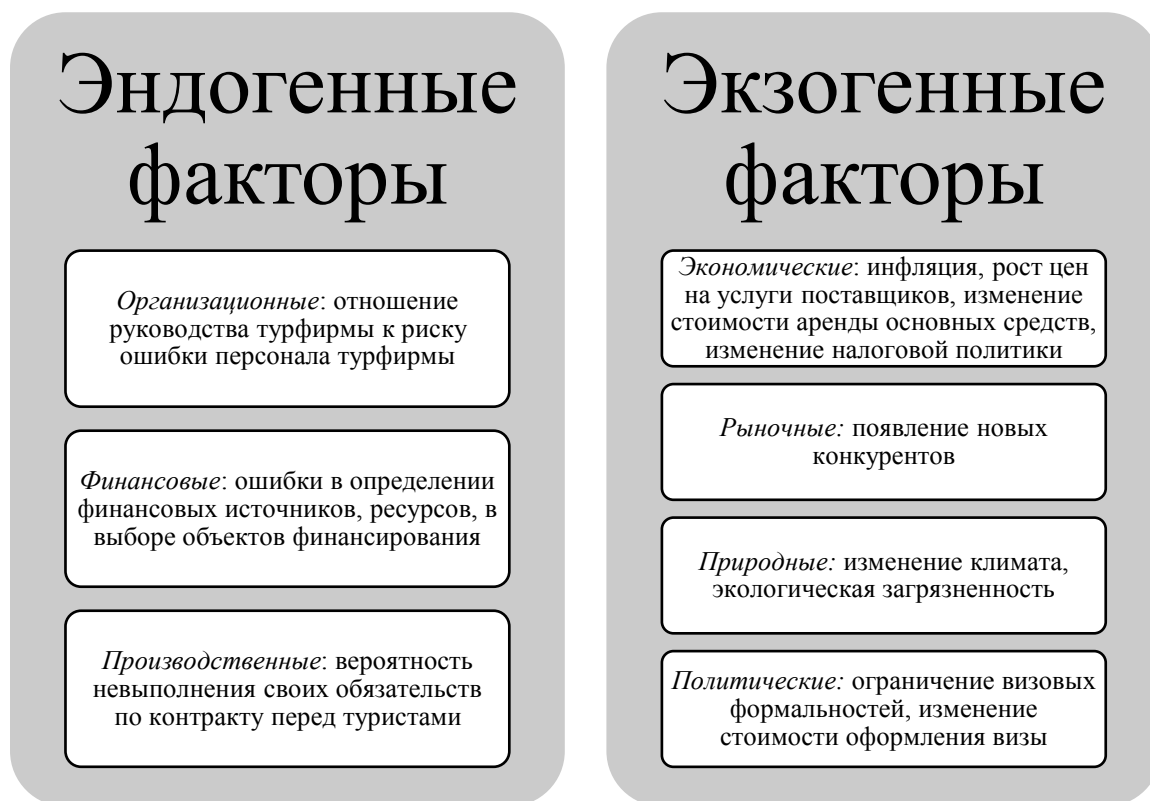 Эндогенные
факторы
Организационные: отношение
руководства турфирмы к риску
ошибки персонала турфирмы
Финансовые: ошибки в определении
финансовых источников, ресурсов, в
выборе объектов финансирования
Производственные: вероятность
невыполнения своих обязательств
по контракту перед туристами
Экзогенные
факторы
Экономические: инфляция, рост цен
на услуги поставщиков, изменение
стоимости аренды основных средств,
изменение налоговой политики
Рыночные: появление новых
конкурентов
Природные: изменение климата,
экологическая загрязненность
Политические: ограничение визовых
формальностей, изменение
стоимости оформления визы